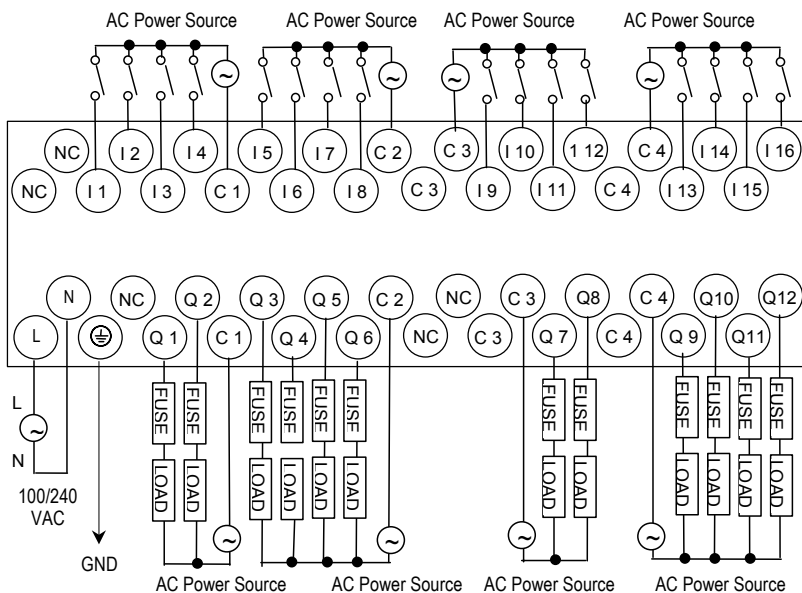 AC Power Source AC Power Source AC Power Source AC Power Source
~ ~ ~ ~
NC I 2 I 4 I 5 I 7 C 2 C 3 I 10 1 12 C 4 I 14 I 16
NC I 1 I 3 C 1 I 6 I 8 C 3 I 9 I 11 C 4 I 13 I 15
N NC Q 2 Q 3 Q 5 C 2 NC C 3 Q8 C 4 Q10 Q12
L Q 1 C 1 Q 4 Q 6 NC C 3 Q 7 C 4 Q 9 Q11
L
~
N
100/240
VAC
GND
FUSE FUSE FUSE FUSE FUSE FUSE FUSE FUSE FUSE FUSE FUSE FUSE
LOAD LOAD LOAD LOAD LOAD LOAD LOAD LOAD LOAD LOAD LOAD LOAD
~ ~ ~ ~
AC Power Source AC Power Source AC Power Source AC Power Source